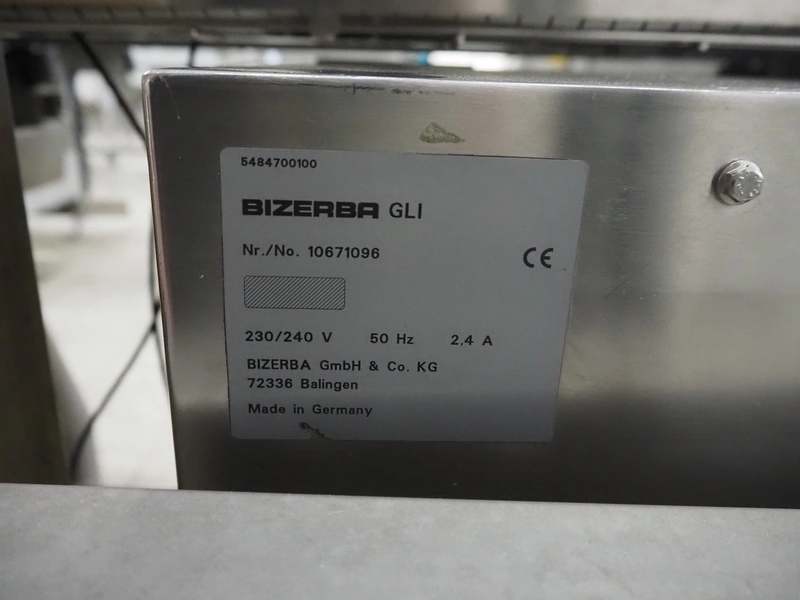 5484700100
BIZERBA GLI
Nr./No. 10671096
CE
230/240 V 50 Hz 2,4 A
BIZERBA GmbH & Co. KG
72336 Balingen
Made in Germany